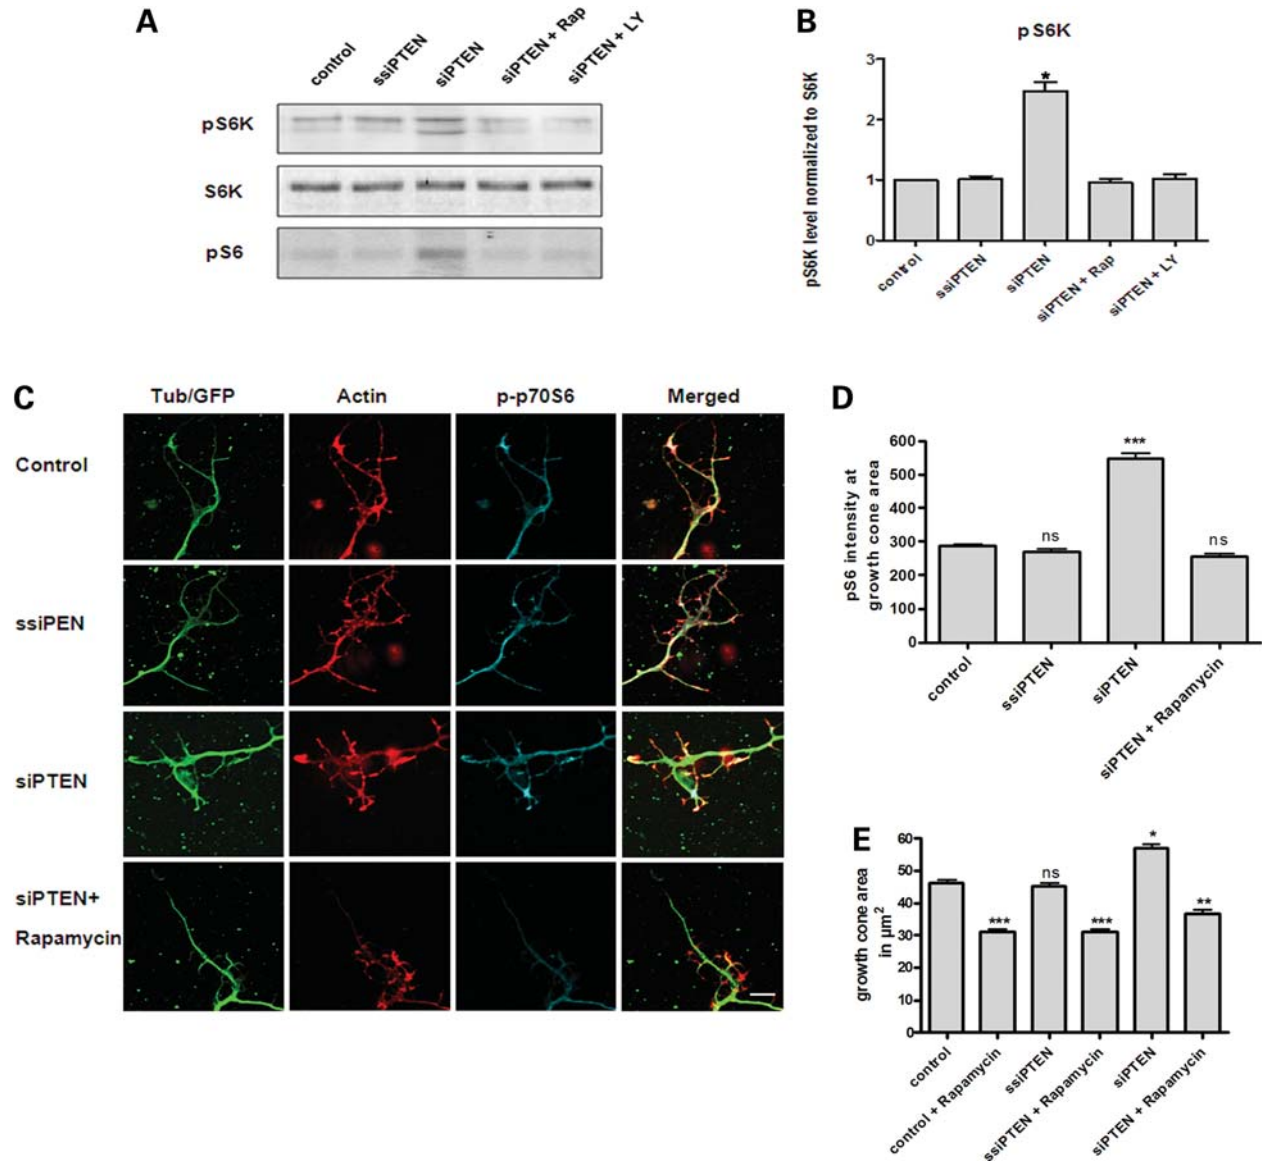 A
control
ssiPTEN
siPTEN
siPTEN + Rap
siPTEN + LY
pS6K
S6K
pS6
B
pS6K
pS6K level normalized to S6K
3
2
1
0
control
ssiPTEN
siPTEN
siPTEN + Rap
siPTEN + LY
*
C
Tub/GFP
Actin
p-p70S6
Merged
Control
ssiPEN
siPTEN
siPTEN+
Rapamycin
D
pS6 intensity at
growth cone area
600
500
400
300
200
100
0
ns
***
ns
control
ssiPTEN
siPTEN
siPTEN + Rapamycin
E
growth cone area
in µm²
60
50
40
30
20
10
0
***
ns
***
*
**
control
control + Rapamycin
ssiPTEN
ssiPTEN + Rapamycin
siPTEN
siPTEN + Rapamycin